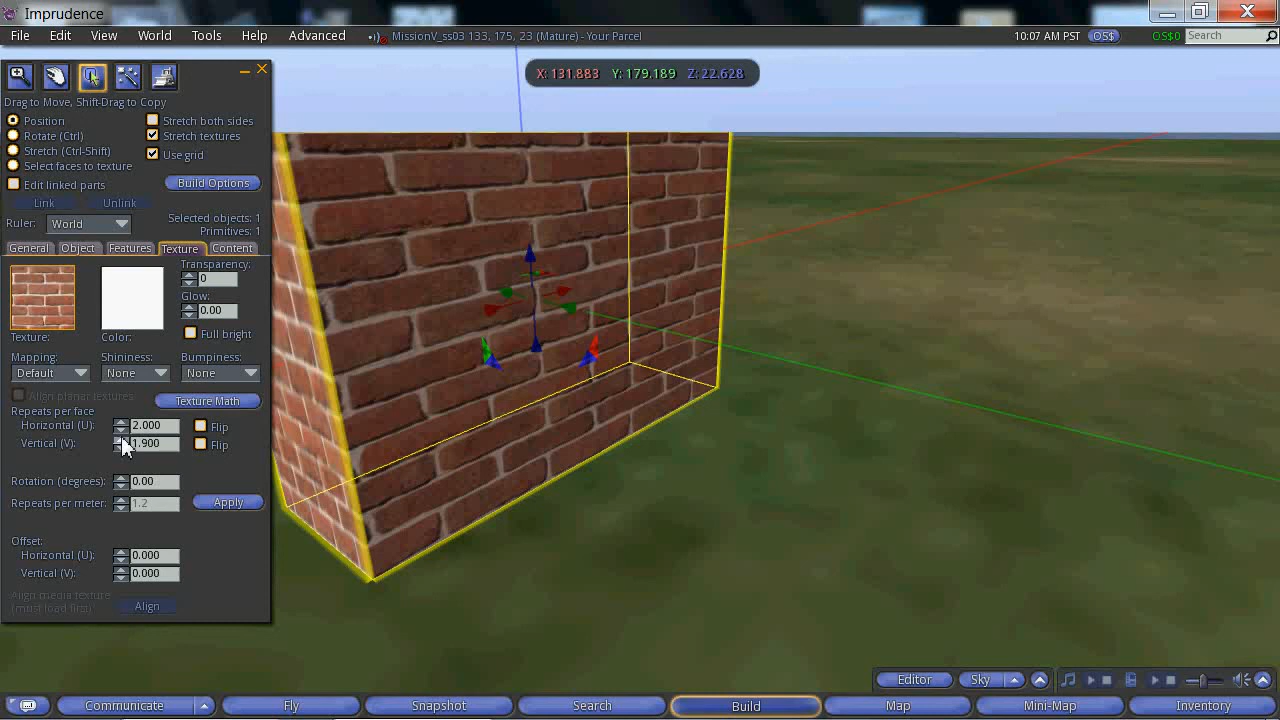 Imprudence
File Edit View World Tools Help Advanced MissionV_ss03 133, 175, 23 (Mature) - Your Parcel 10:07 AM PST OS$ OS$0 Search
X: 131.883 Y: 179.189 Z: 22.628
Drag to Move, Shift-Drag to Copy
Position Stretch both sides
Rotate (Ctrl) Stretch textures
Stretch (Ctrl-Shift) Use grid
Select faces to texture
Edit linked parts Build Options
Link Unlink
Ruler: World Selected objects: 1
Primitives: 1
General Object Features Texture Content
Transparency:
0
Glow:
0.00
Full bright
Texture: Color:
Mapping: Shininess: Bumpiness:
Default None None
Align planar textures Texture Math
Repeats per face
Horizontal (U): 2.000 Flip
Vertical (V): 1.900 Flip
Rotation (degrees): 0.00
Repeats per meter: 1.2 Apply
Offset:
Horizontal (U): 0.000
Vertical (V): 0.000
Align media texture
(must load first) Align
Editor Sky
Communicate Fly Snapshot Search Build Map Mini-Map Inventory